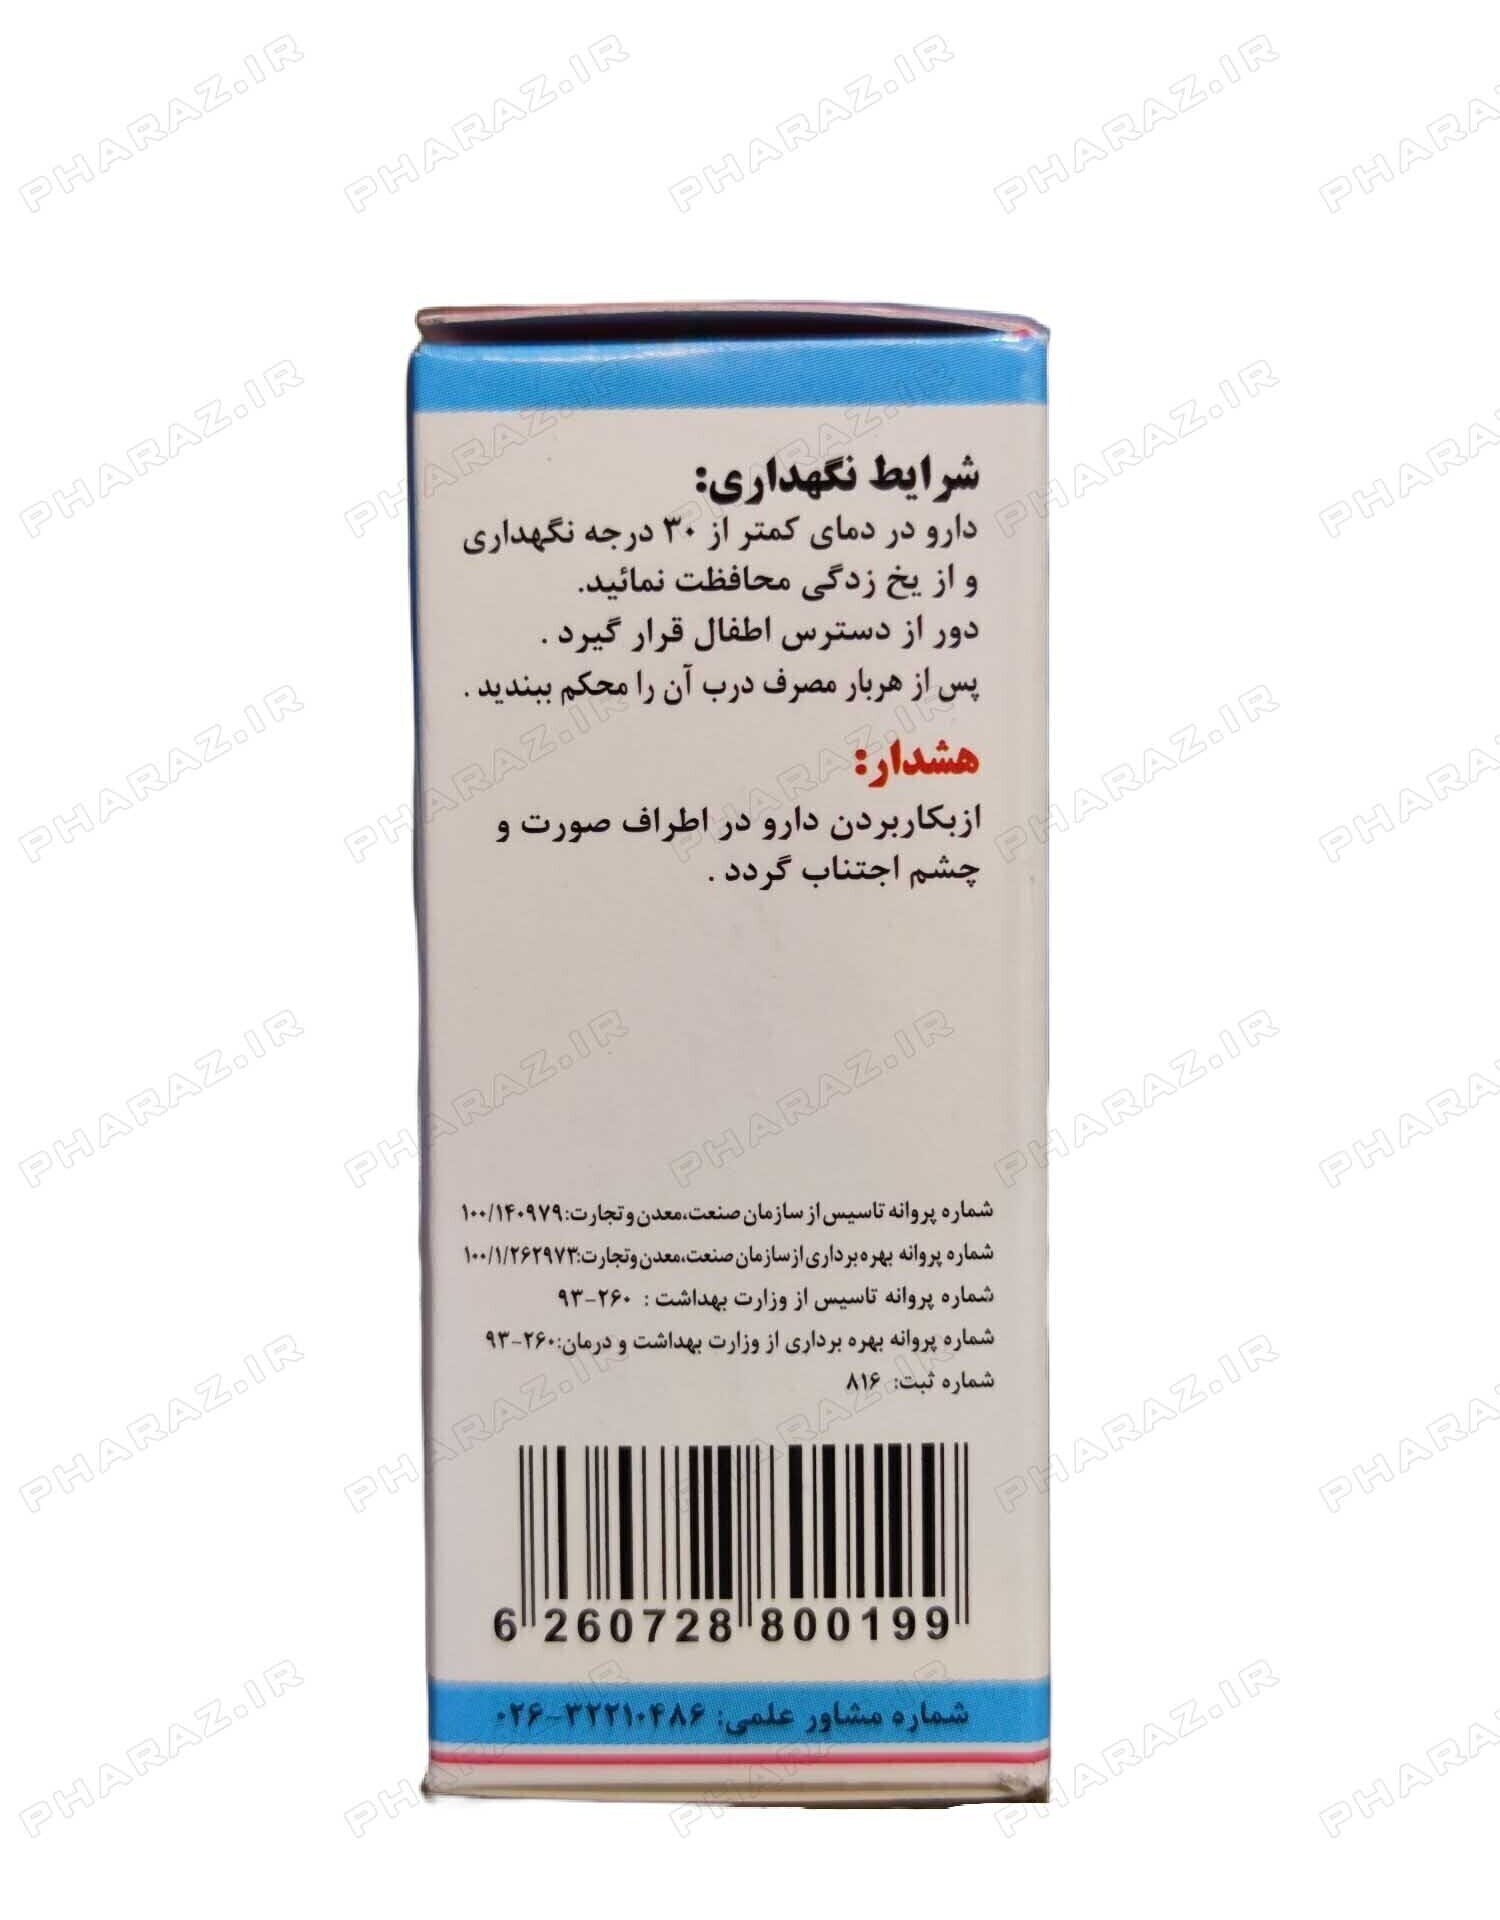 شرایط نگهداری:
دارو در دمای کمتر از ۳۰ درجه نگهداری
و از یخ زدگی محافظت نمائید.
دور از دسترس اطفال قرار گیرد .
پس از هربار مصرف درب آن را محکم ببندید .
هشدار:
ازبکاربردن دارو در اطراف صورت و
چشم اجتناب گردد .
شماره پروانه تاسیس از سازمان صنعت،معدن و تجارت:۱۰۰/۱۴۰۹۷۹
شماره پروانه بهره برداری از سازمان صنعت،معدن و تجارت:۱۰۰/۱/۲۶۲۹۷۳
شماره پروانه تاسیس از وزارت بهداشت : ۹۳-۲۶۰
شماره پروانه بهره برداری از وزارت بهداشت و درمان:۹۳-۲۶۰
شماره ثبت: ۸۱۶
6 260728 800199
شماره مشاور علمی: ۰۲۶-۳۲۲۱۰۴۸۶
PHARAZ.IR